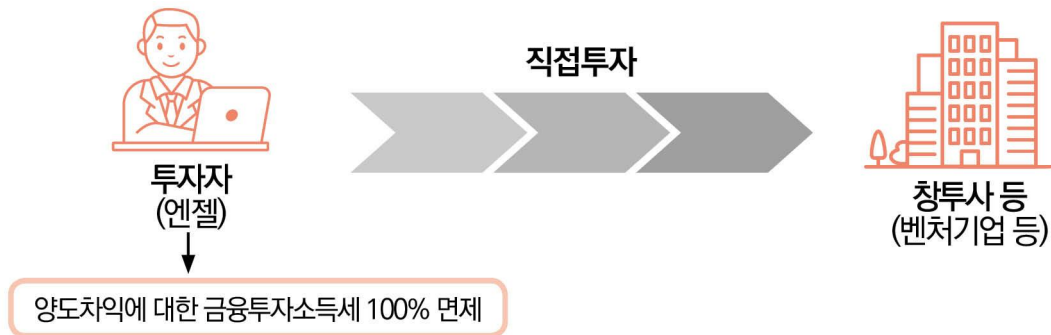 직접투자
투자자
(엔젤)
창투사 등
(벤처기업 등)
양도차익에 대한 금융투자소득세 100% 면제